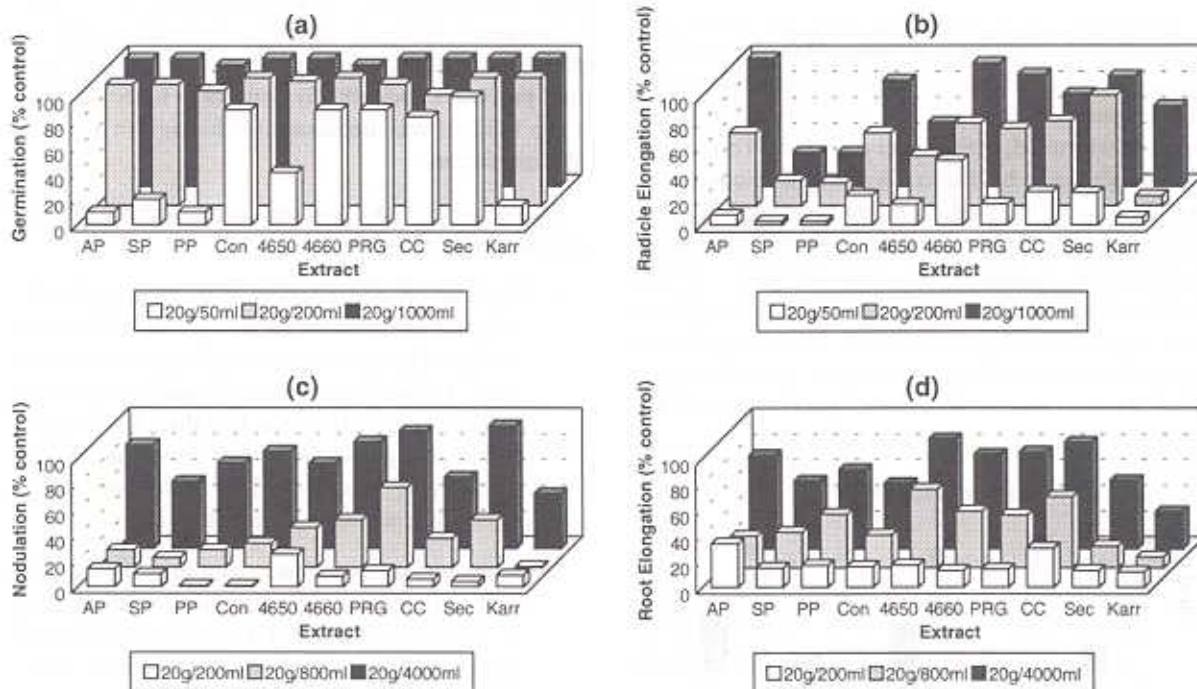 (a)
Germination (% control)
100
80
60
40
20
0
AP SP PP Con 4650 4660 PRG CC Sec Karr
Extract
20g/50ml 20g/200ml 20g/1000ml
(b)
Radicle Elongation (% control)
100
80
60
40
20
0
AP SP PP Con 4650 4660 PRG CC Sec Karr
Extract
20g/50ml 20g/200ml 20g/1000ml
(c)
Nodulation (% control)
100
80
60
40
20
0
AP SP PP Con 4650 4660 PRG CC Sec Karr
Extract
20g/200ml 20g/800ml 20g/4000ml
(d)
Root Elongation (% control)
100
80
60
40
20
0
AP SP PP Con 4650 4660 PRG CC Sec Karr
Extract
20g/200ml 20g/800ml 20g/4000ml